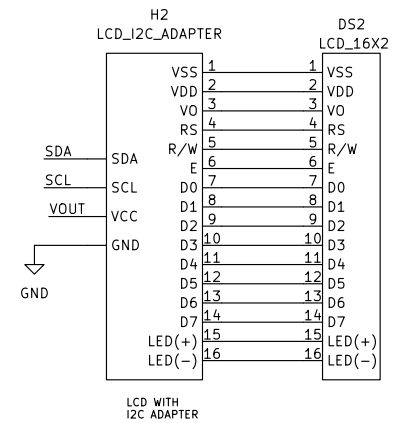 H2
LCD_I2C_ADAPTER
DS2
LCD_16X2
VSS 1 1 VSS
VDD 2 2 VDD
VO 3 3 VO
RS 4 4 RS
R/W 5 5 R/W
SDA SDA
E 6 6 E
SCL SCL
D0 7 7 D0
D1 8 8 D1
VOUT VCC
D2 9 9 D2
GND
D3 10 10 D3
D4 11 11 D4
D5 12 12 D5
GND
D6 13 13 D6
D7 14 14 D7
LED(+) 15 15 LED(+)
LED(-) 16 16 LED(-)
LCD WITH
I2C ADAPTER